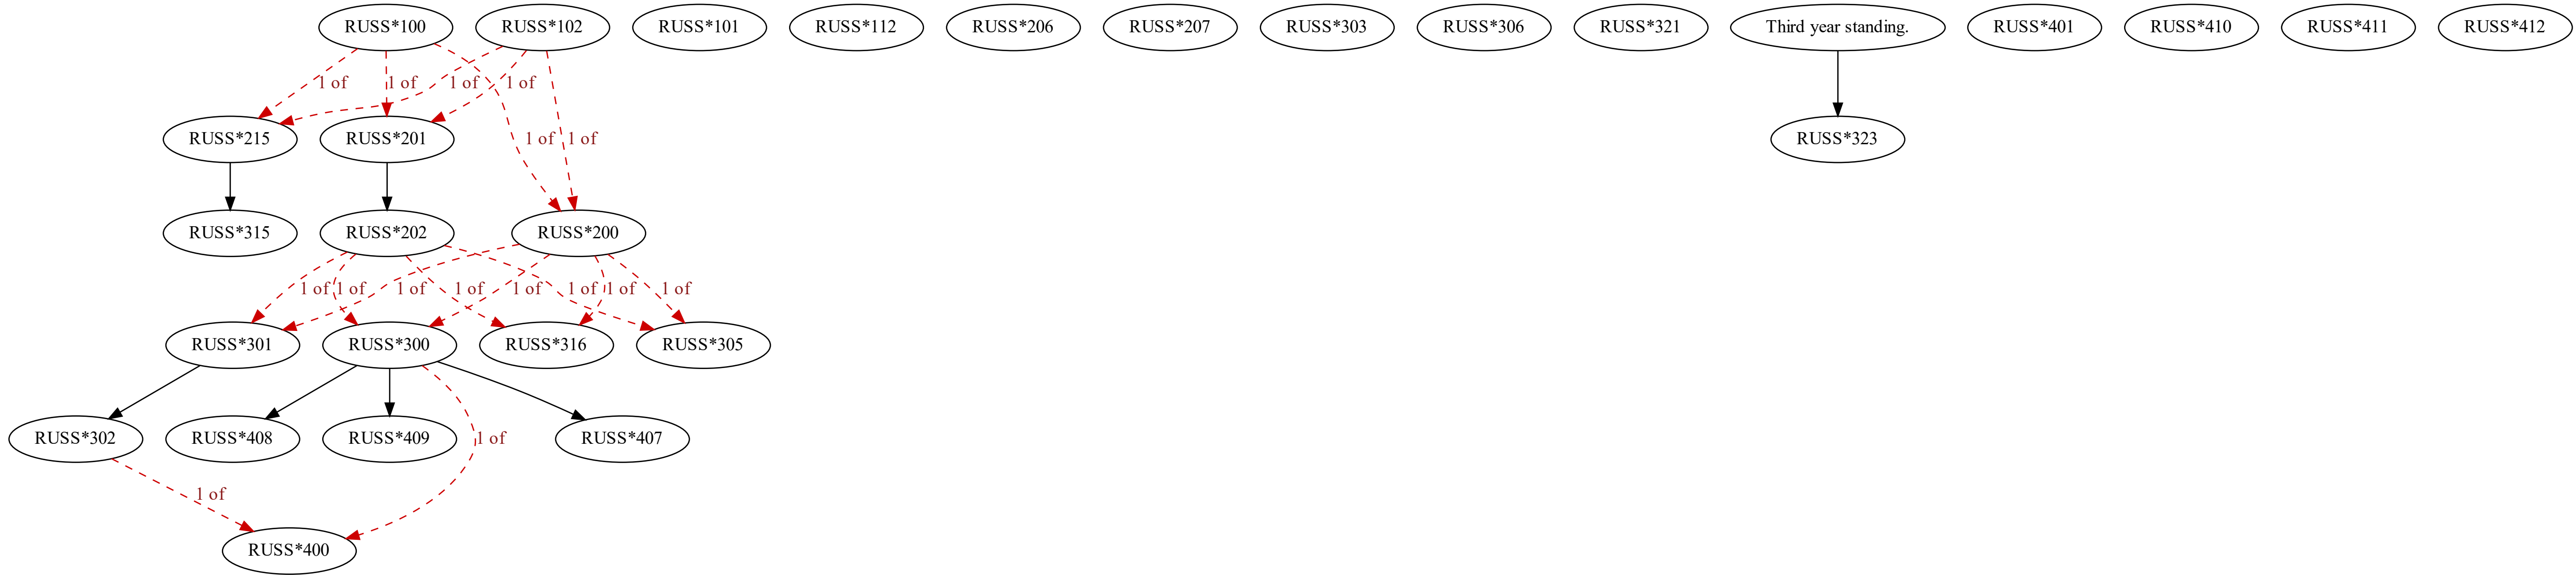 RUSS*100
RUSS*102
RUSS*101
RUSS*112
RUSS*206
RUSS*207
RUSS*303
RUSS*306
RUSS*321
Third year standing.
RUSS*401
RUSS*410
RUSS*411
RUSS*412
1 of
1 of
1 of
1 of
RUSS*215
RUSS*201
1 of
1 of
RUSS*323
RUSS*315
RUSS*202
RUSS*200
1 of
1 of
1 of
1 of
1 of
1 of
1 of
1 of
RUSS*301
RUSS*300
RUSS*316
RUSS*305
RUSS*302
RUSS*408
RUSS*409
1 of
RUSS*407
1 of
RUSS*400